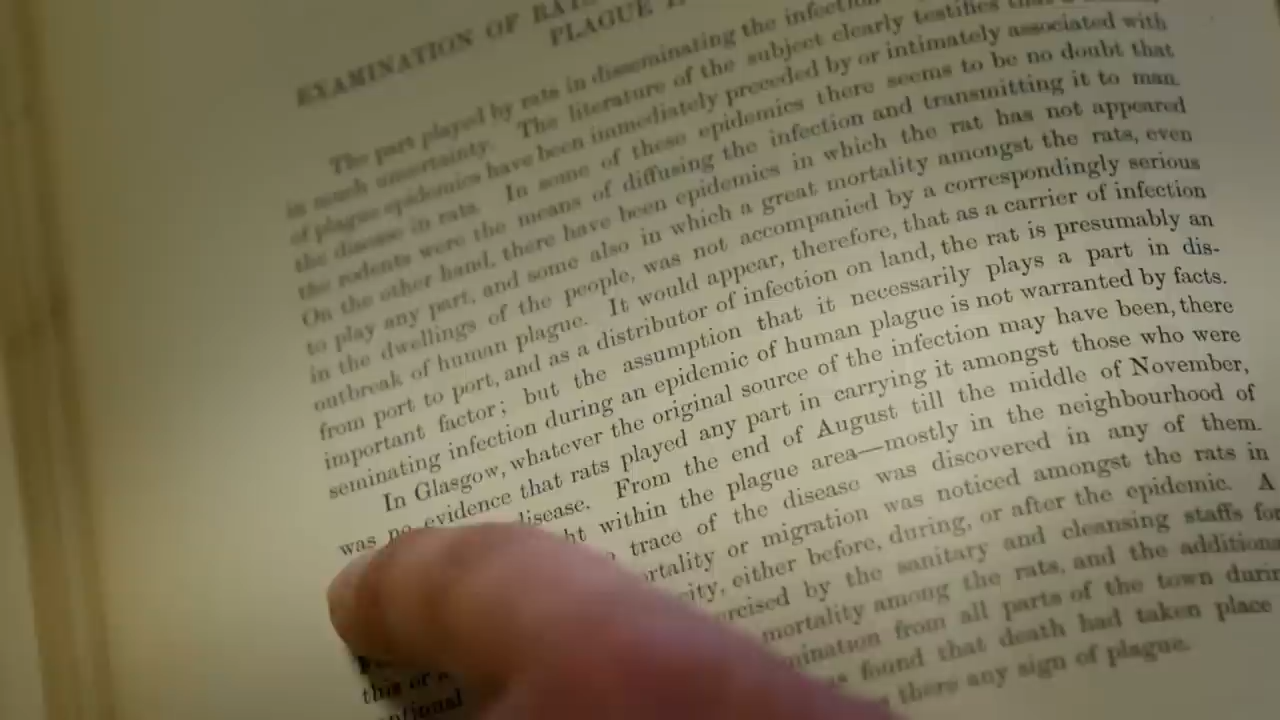 EXAMINATION OF RATS
PLAGUE
The part played by rats in disseminating the infection
in much uncertainty. The literature of the subject clearly testifies that
of plague epidemics have been immediately preceded by or intimately associated with
the disease in rats. In some of these epidemics there seems to be no doubt that
the rodents were the means of diffusing the infection and transmitting it to man.
On the other hand, there have been epidemics in which the rat has not appeared
to play any part, and some also in which a great mortality amongst the rats, even
in the dwellings of the people, was not accompanied by a correspondingly serious
outbreak of human plague. It would appear, therefore, that as a carrier of infection
from port to port, and as a distributor of infection on land, the rat is presumably an
important factor; but the assumption that it necessarily plays a part in dis-
seminating infection during an epidemic of human plague is not warranted by facts.
In Glasgow, whatever the original source of the infection may have been, there
was no evidence that rats played any part in carrying it amongst those who were
disease. From the end of August till the middle of November,
ht within the plague area—mostly in the neighbourhood of
trace of the disease was discovered in any of them.
rtality or migration was noticed amongst the rats in
ity, either before, during, or after the epidemic. A
rcised by the sanitary and cleansing staffs for
mortality among the rats, and the additiona
mination from all parts of the town durin
s found that death had taken place
there any sign of plague.
this or
entional